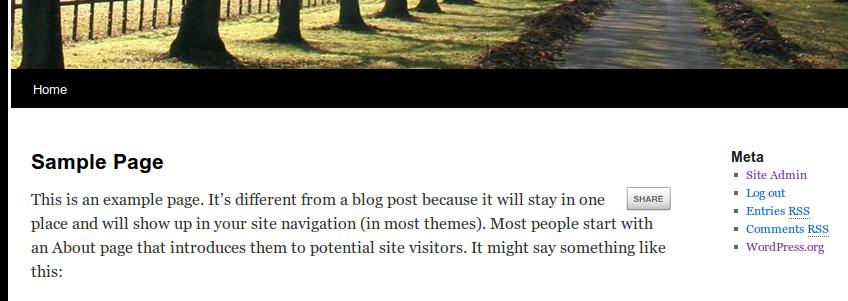 Home
Sample Page
This is an example page. It’s different from a blog post because it will stay in one
SHARE
place and will show up in your site navigation (in most themes). Most people start with
an About page that introduces them to potential site visitors. It might say something like
this:
Meta
Site Admin
Log out
Entries RSS
Comments RSS
WordPress.org